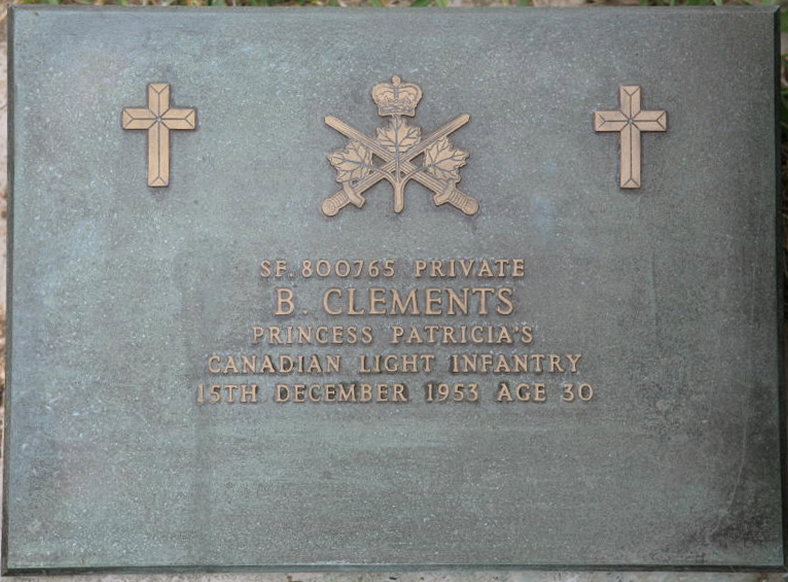 SF. 800765 PRIVATE
B. CLEMENTS
PRINCESS PATRICIA'S
CANADIAN LIGHT INFANTRY
15TH DECEMBER 1953 AGE 30